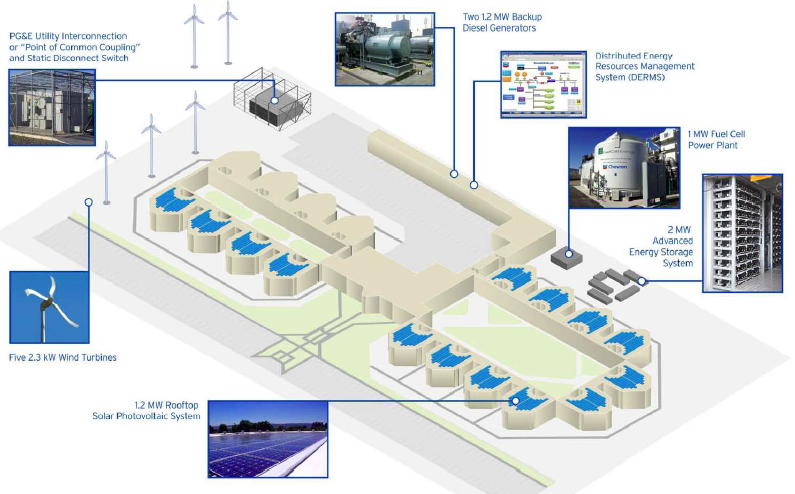 PG&E Utility Interconnection
or "Point of Common Coupling"
and Static Disconnect Switch
Two 1.2 MW Backup
Diesel Generators
Distributed Energy
Resources Management
System (DERMS)
1 MW Fuel Cell
Power Plant
Chevron
2 MW
Advanced
Energy Storage
System
Five 2.3 kW Wind Turbines
1.2 MW Rooftop
Solar Photovoltaic System